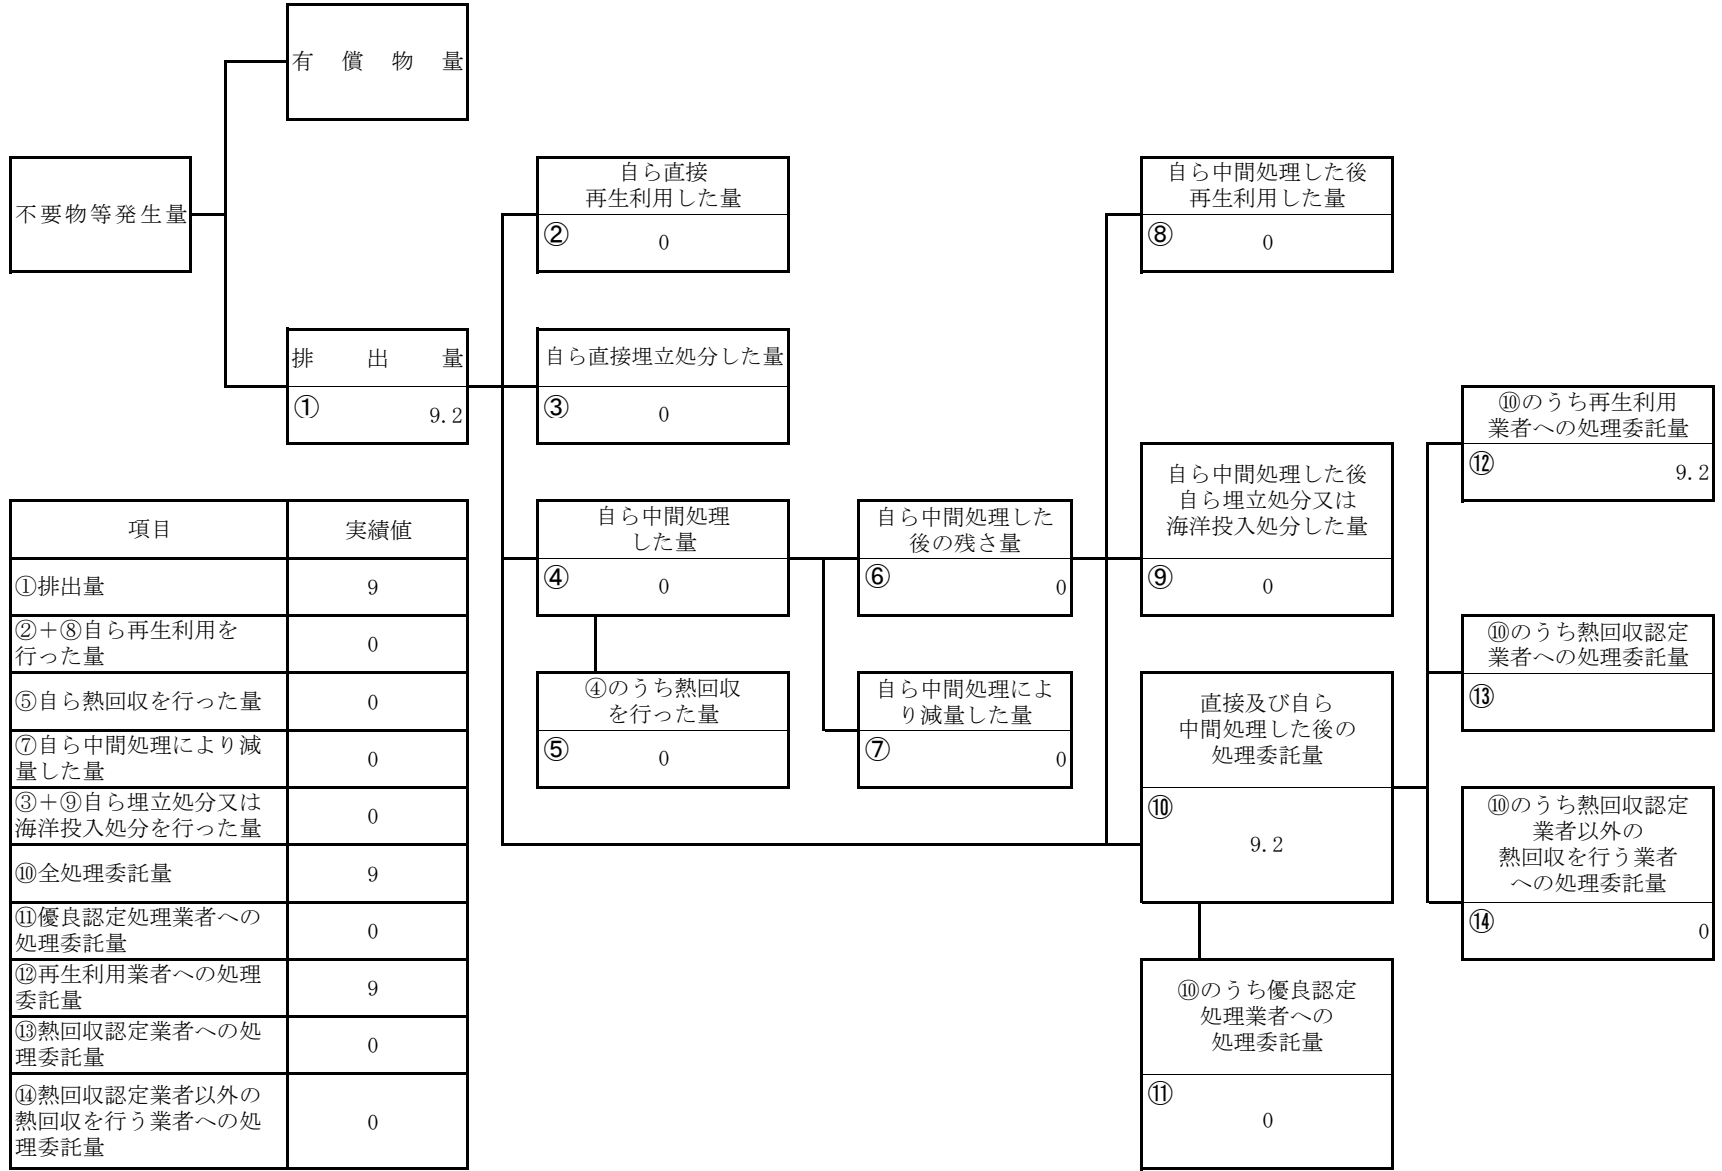 有償物量
不要物等発生量
排出量
① 9.2
自ら直接
再生利用した量
② 0
自ら直接埋立処分した量
③ 0
自ら中間処理
した量
④ 0
④のうち熱回収
を行った量
⑤ 0
自ら中間処理した
後の残さ量
⑥ 0
自ら中間処理によ
り減量した量
⑦ 0
自ら中間処理した後
再生利用した量
⑧ 0
自ら中間処理した後
自ら埋立処分又は
海洋投入処分した量
⑨ 0
直接及び自ら
中間処理した後の
処理委託量
⑩
9.2
⑩のうち優良認定
処理業者への
処理委託量
⑪
0
⑩のうち再生利用
業者への処理委託量
⑫ 9.2
⑩のうち熱回収認定
業者への処理委託量
⑬
⑩のうち熱回収認定
業者以外の
熱回収を行う業者
への処理委託量
⑭ 0
項目 実績値
①排出量 9
②＋⑧自ら再生利用を
行った量 0
⑤自ら熱回収を行った量 0
⑦自ら中間処理により減
量した量 0
③＋⑨自ら埋立処分又は
海洋投入処分を行った量 0
⑩全処理委託量 9
⑪優良認定処理業者への
処理委託量 0
⑫再生利用業者への処理
委託量 9
⑬熱回収認定業者への処
理委託量 0
⑭熱回収認定業者以外の
熱回収を行う業者への処 0
理委託量